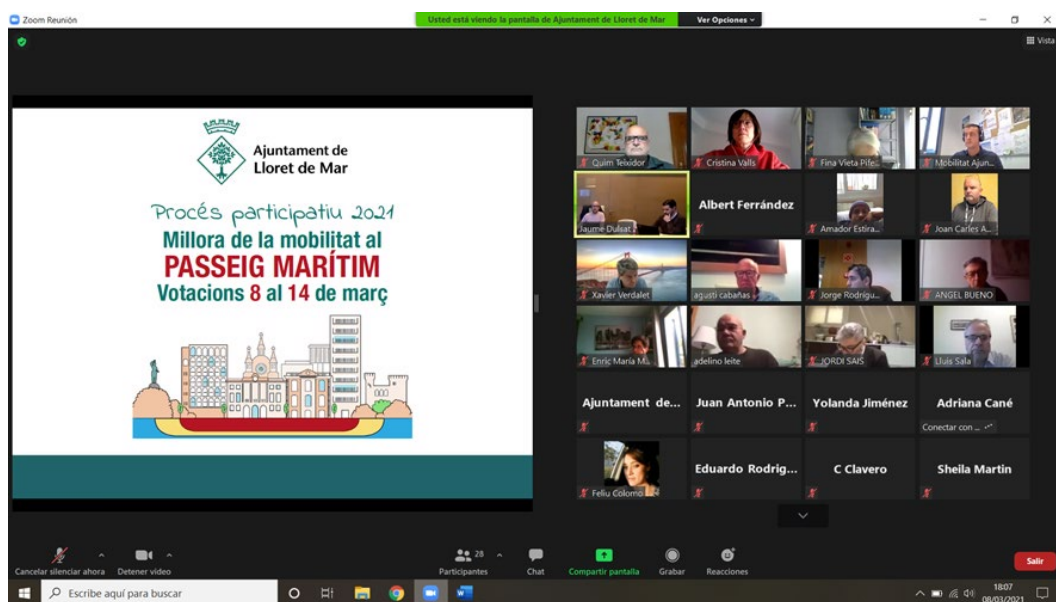 Zoom Reunión
Usted está viendo la pantalla de Ajuntament de Lloret de Mar
Ver Opciones
Vista
Ajuntament de
Lloret de Mar
Procés participatiu 2021
Millora de la mobilitat al
PASSEIG MARÍTIM
Votacions 8 al 14 de març
Quim Teixidor
Cristina Valls
Fina Vieta Pife...
Mobilitat Ajun...
Jaume Dulsat
Albert Ferrández
Amador Estira...
Joan Carles A...
Xavier Verdalet
agusti cabañas
Jorge Rodrígu...
ANGEL BUENO
Enric María M...
adelino leite
JORDI SAIS
Lluis Sala
Ajuntament de...
Juan Antonio P...
Yolanda Jiménez
Adriana Cané
Conectar con ...
Feliu Colomo
Eduardo Rodrig...
C Clavero
Sheila Martin
Cancelar silenciar ahora
Detener video
Participantes
28
Chat
Compartir pantalla
Grabar
Reacciones
Salir
Escribe aquí para buscar
18:07
08/03/2021